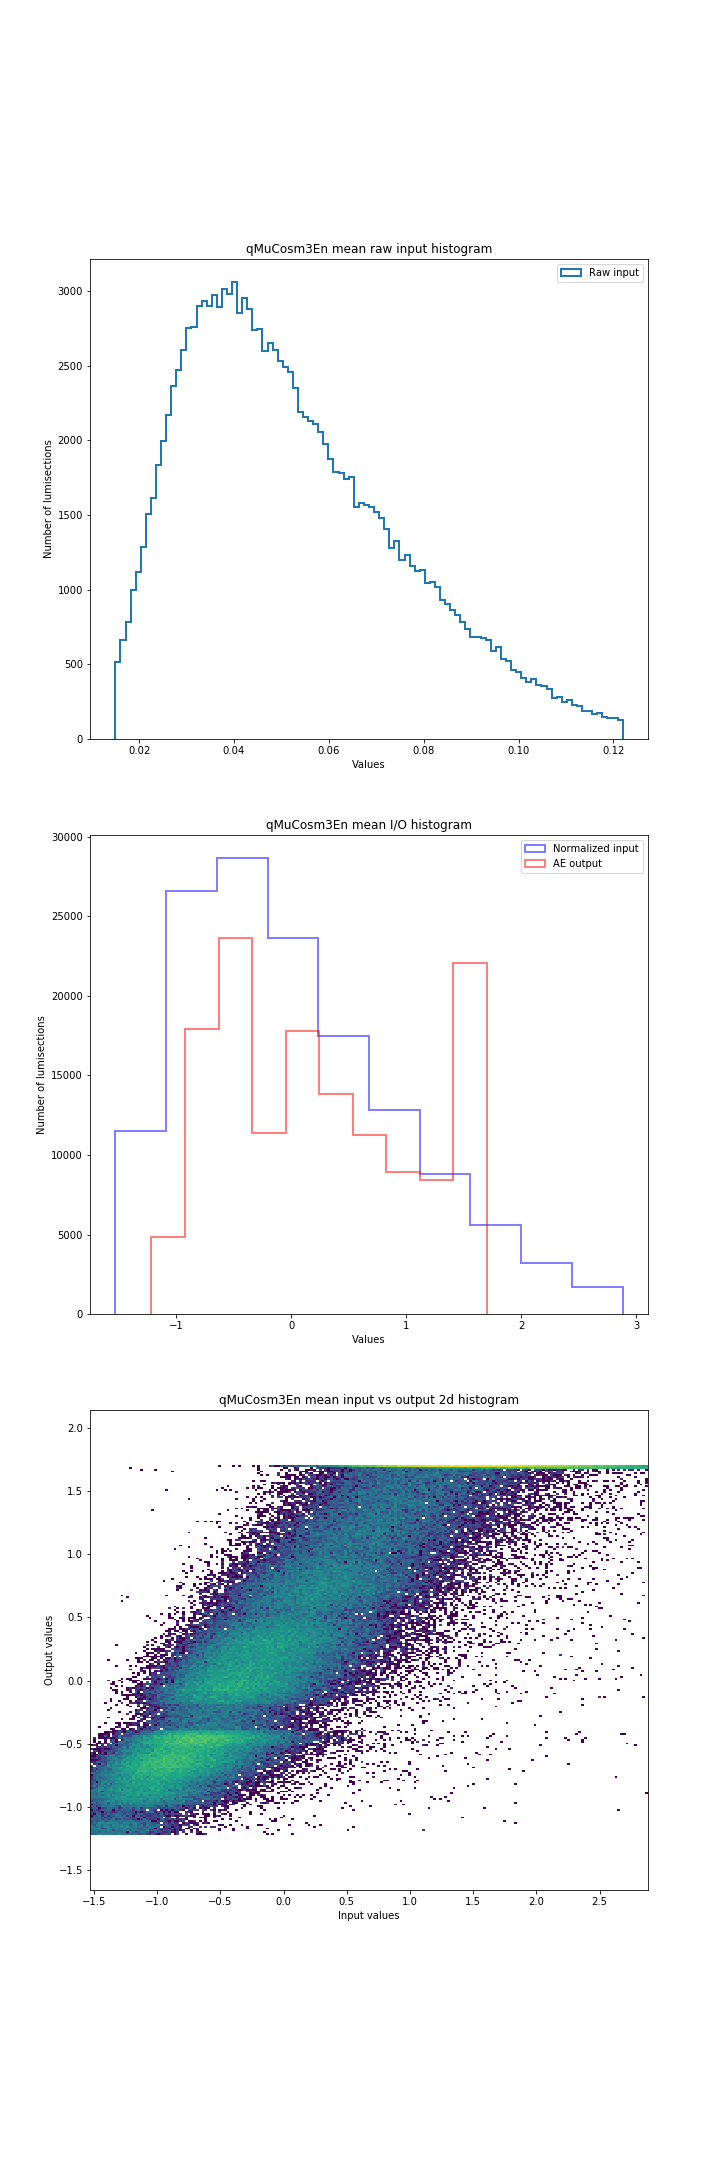 qMuCosm3En mean raw input histogram
Raw input
3000
2500
2000
1500
1000
500
0
Number of lumisections
0.02 0.04 0.06 0.08 0.10 0.12
Values
qMuCosm3En mean I/O histogram
Normalized input
AE output
30000
25000
20000
15000
10000
5000
0
Number of lumisections
−1 0 1 2 3
Values
qMuCosm3En mean input vs output 2d histogram
2.0
1.5
1.0
0.5
0.0
−0.5
−1.0
−1.5
Output values
−1.5 −1.0 −0.5 0.0 0.5 1.0 1.5 2.0 2.5
Input values